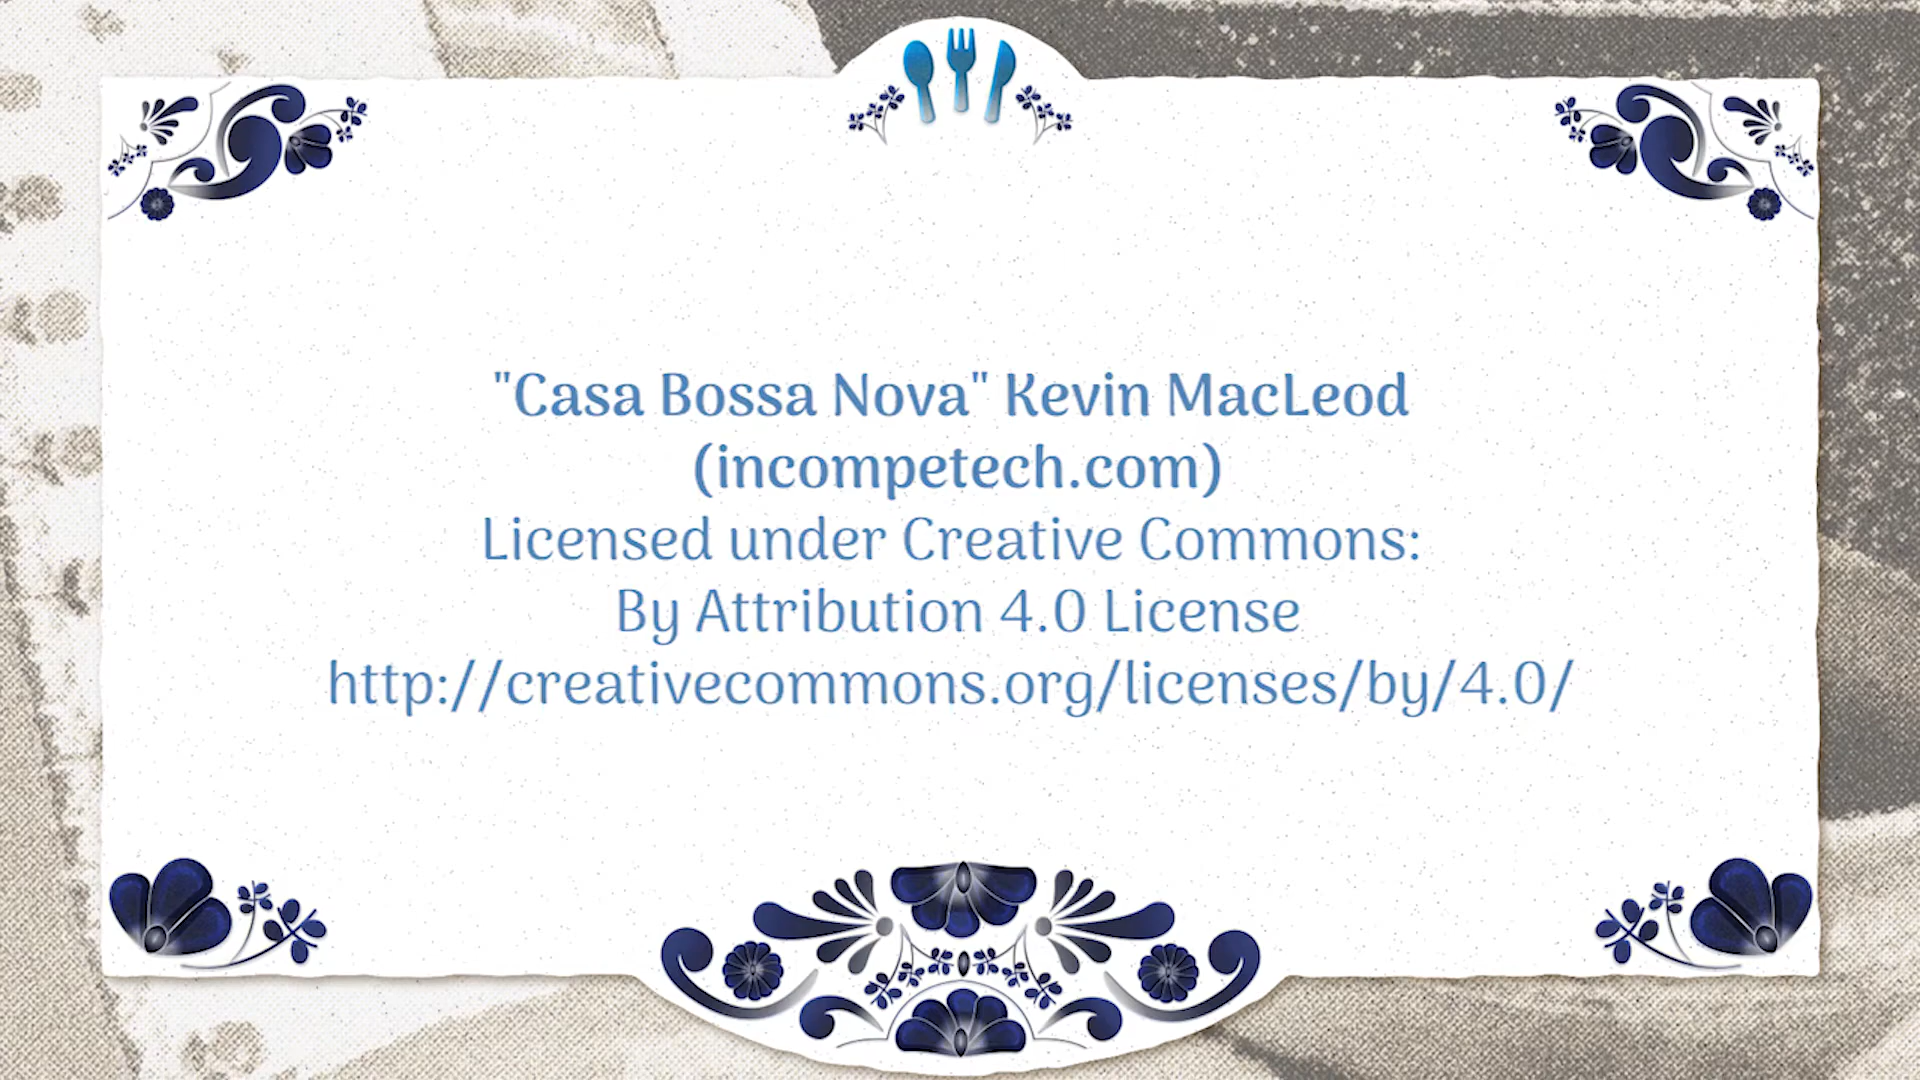 "Casa Bossa Nova" Kevin MacLeod
(incompetech.com)
Licensed under Creative Commons:
By Attribution 4.0 License
http://creativecommons.org/licenses/by/4.0/